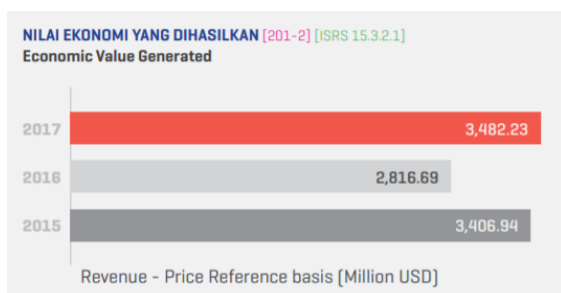 NILAI EKONOMI YANG DIHASILKAN [201-2] [ISRS 15.3.2.1]
Economic Value Generated
2017 3,482.23
2016 2,816.69
2015 3,406.94
Revenue - Price Reference basis (Million USD)